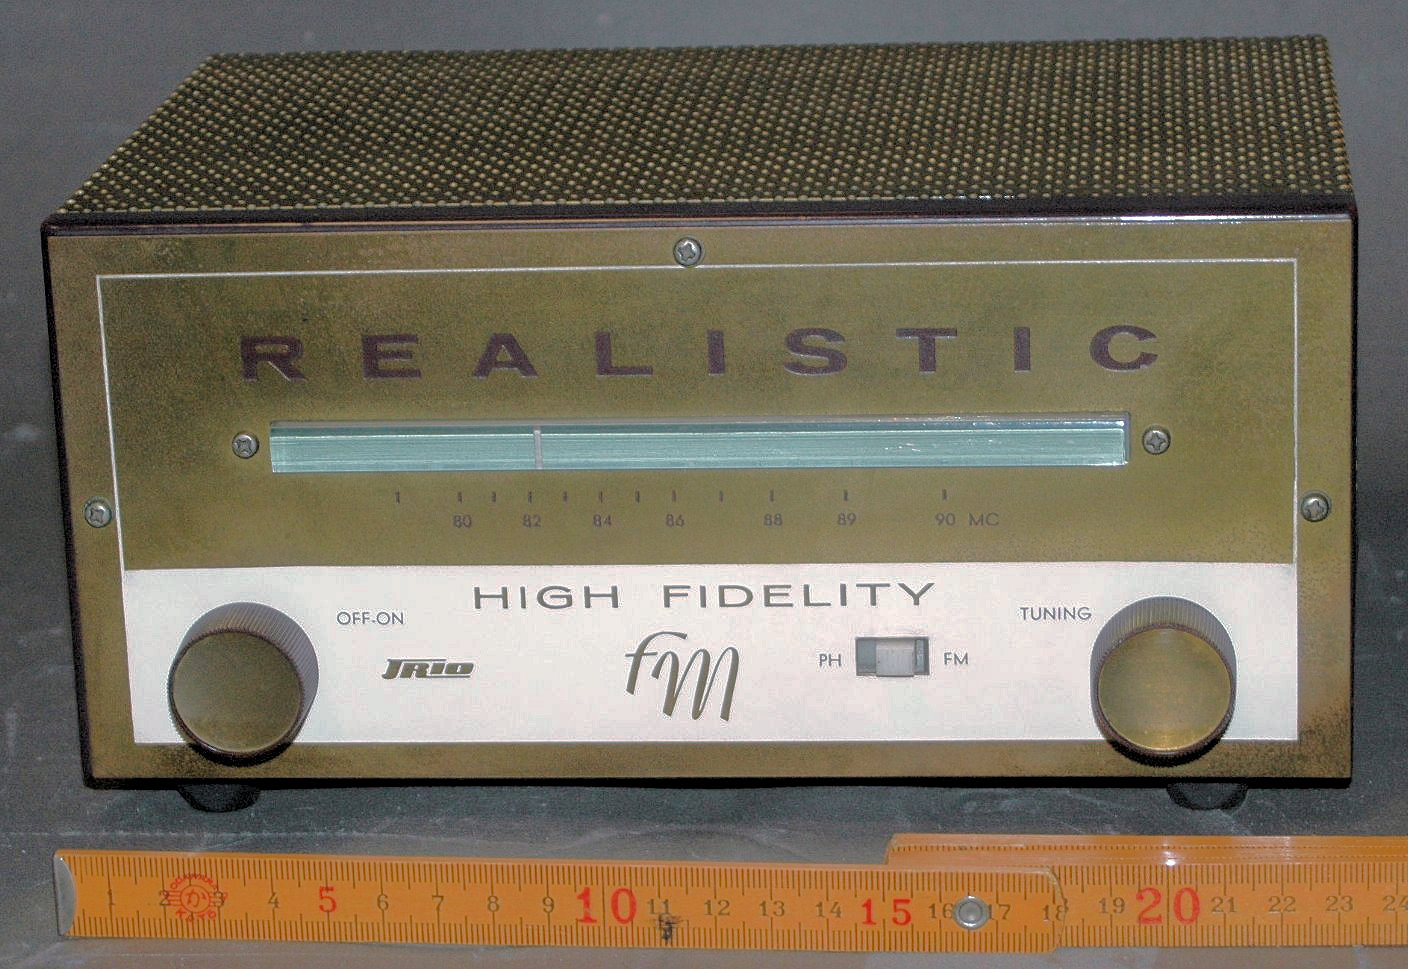 REALISTIC
80 82 84 86 88 89 90 MC
HIGH FIDELITY
OFF-ON
TUNING
TRIO
fm
PH
FM
1 2 3 4 5 6 7 8 9 10 11 12 13 14 15 16 17 18 19 20 21 22 23 24